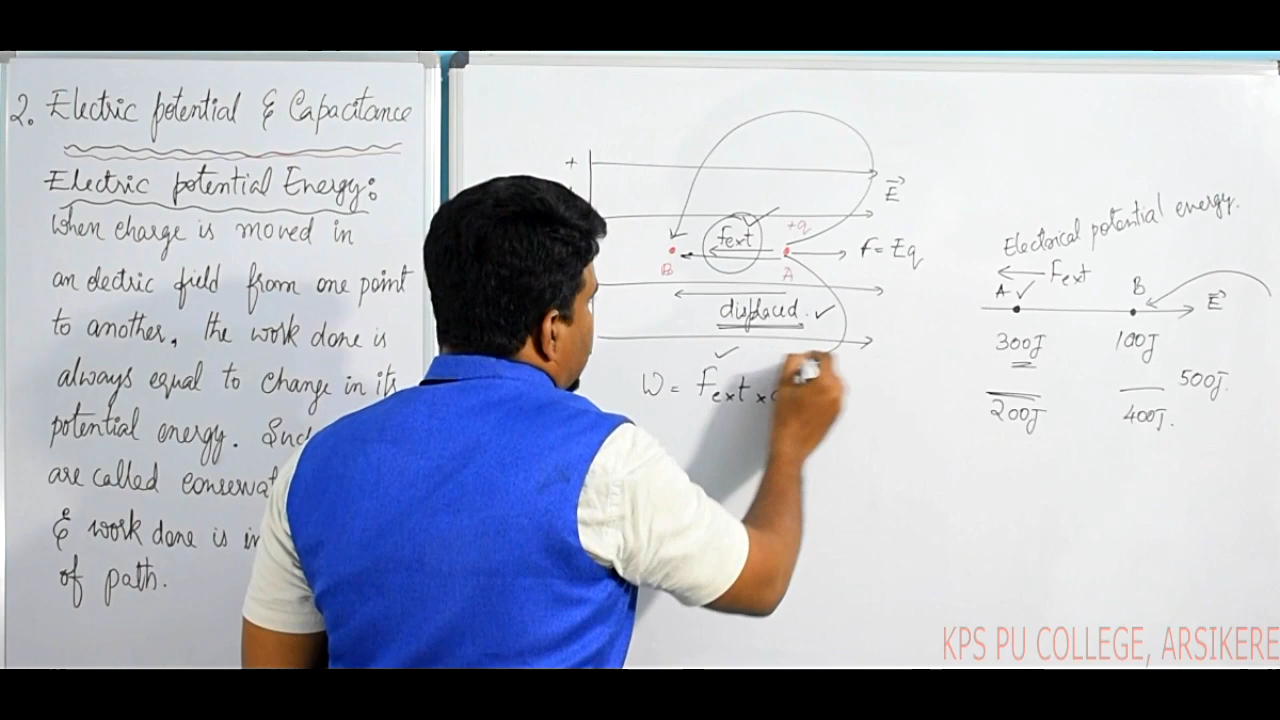 2. Electric potential & Capacitance
Electric potential Energy:
When charge is moved in
an electric field from one point
to another, the work done is
always equal to change in its
potential energy. Suc
are called conservat
& work done is in
of path.
+
E
+q
Fext
F = Eq
B
A
displaced.
W = Fext ×
Electrical potential energy.
Fext
A
B
E
300J
100J
200J
400J.
500J.
KPS PU COLLEGE, ARSIKERE